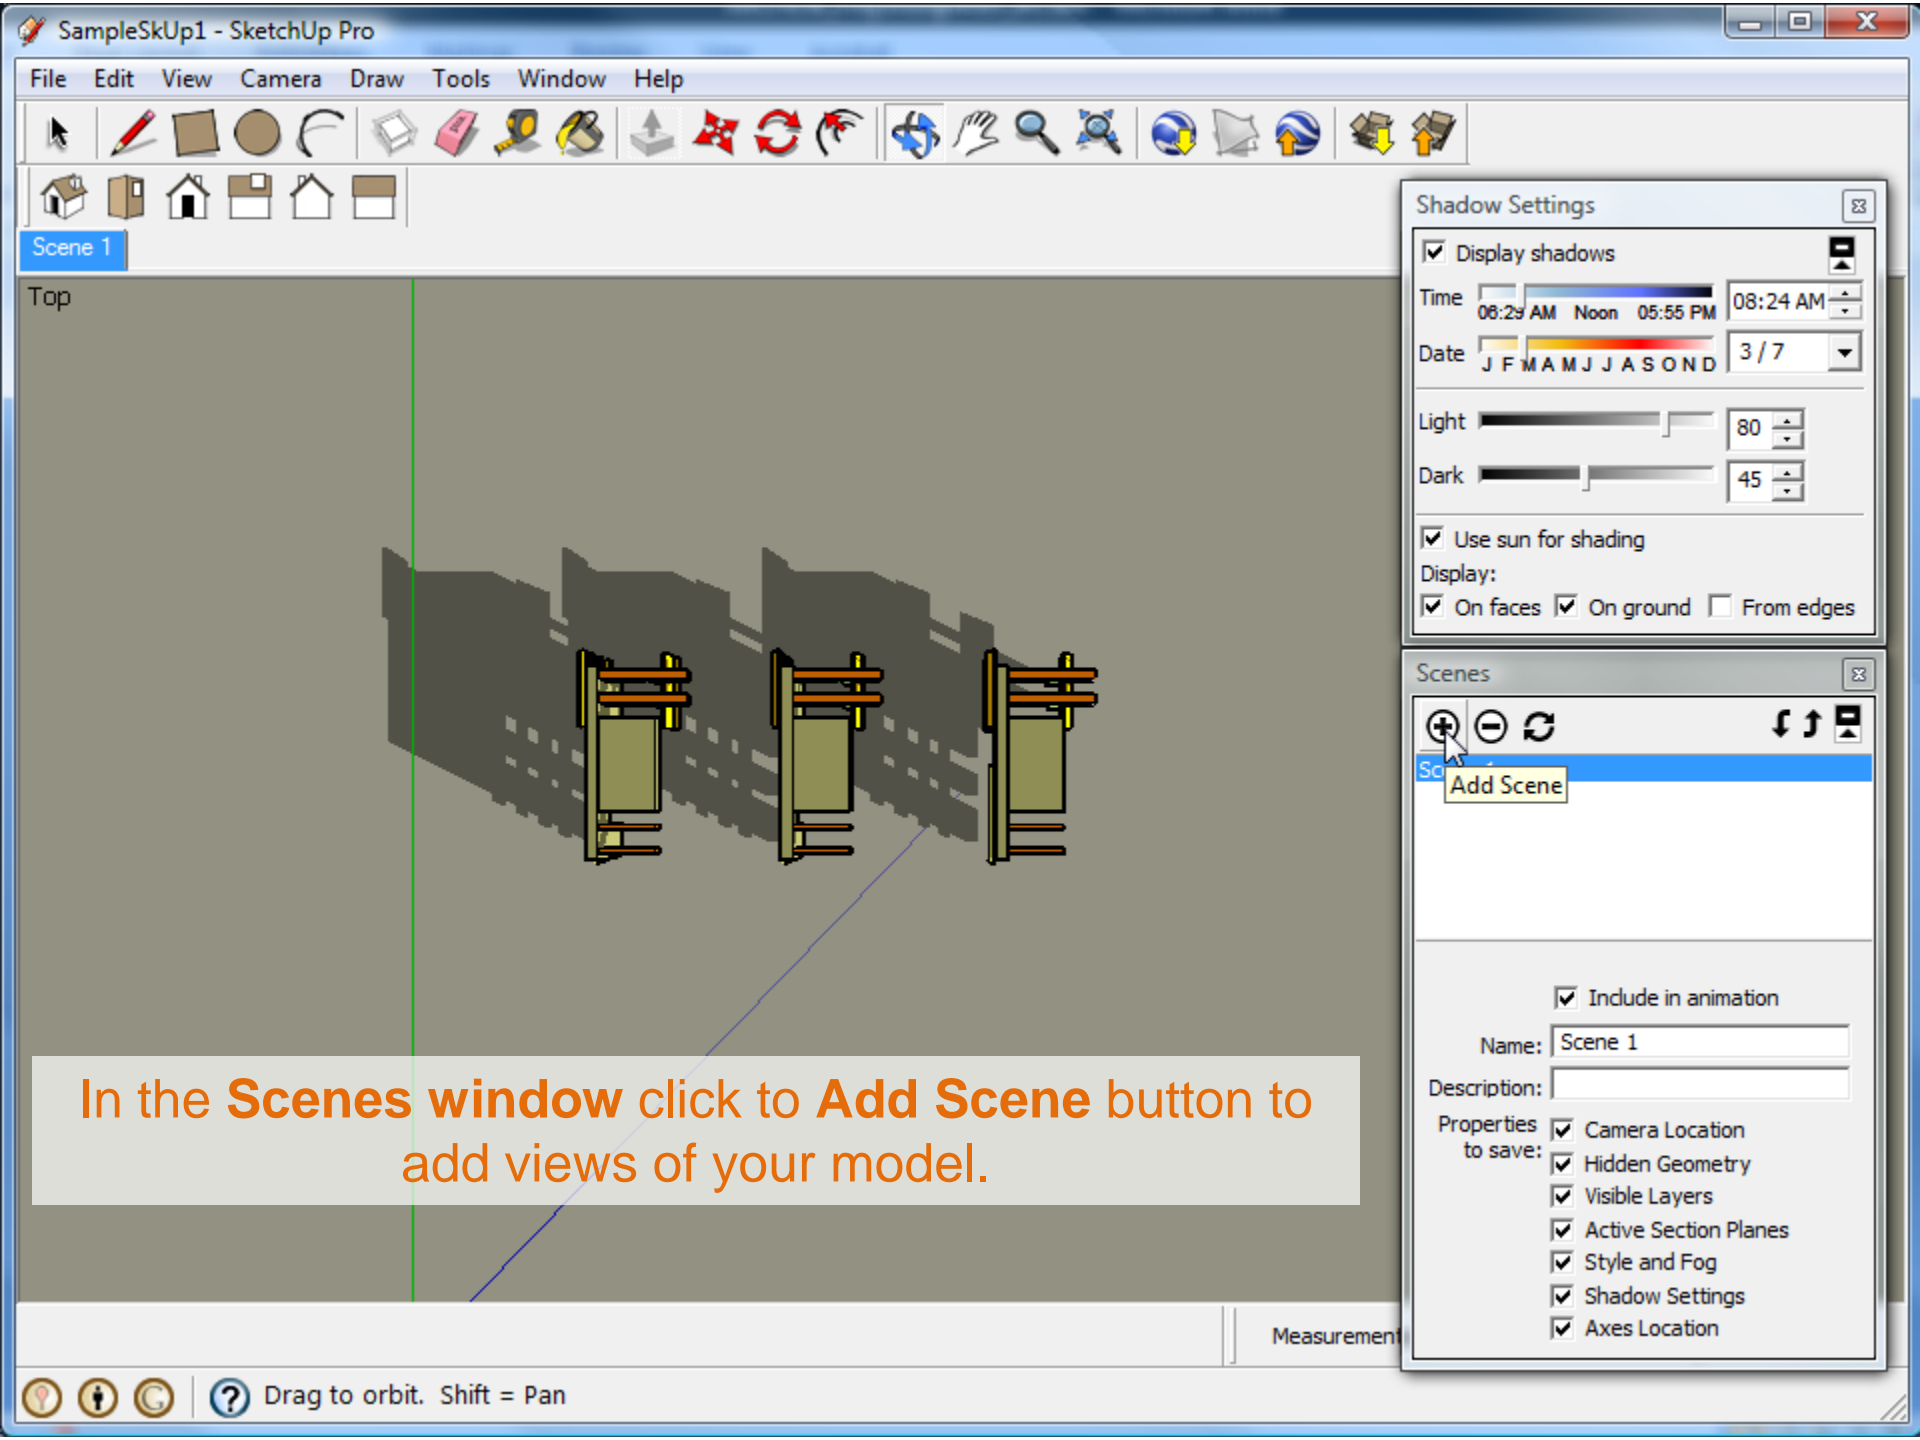 SampleSkUp1 - SketchUp Pro
File Edit View Camera Draw Tools Window Help
Scene 1
Top
Shadow Settings
Display shadows
Time 06:29 AM Noon 05:55 PM 08:24 AM
Date J F M A M J J A S O N D 3 / 7
Light 80
Dark 45
Use sun for shading
Display:
On faces On ground From edges
Scenes
Add Scene
Include in animation
Name: Scene 1
Description:
Properties to save:
Camera Location
Hidden Geometry
Visible Layers
Active Section Planes
Style and Fog
Shadow Settings
Axes Location
In the Scenes window click to Add Scene button to
add views of your model.
Measurement
Drag to orbit. Shift = Pan